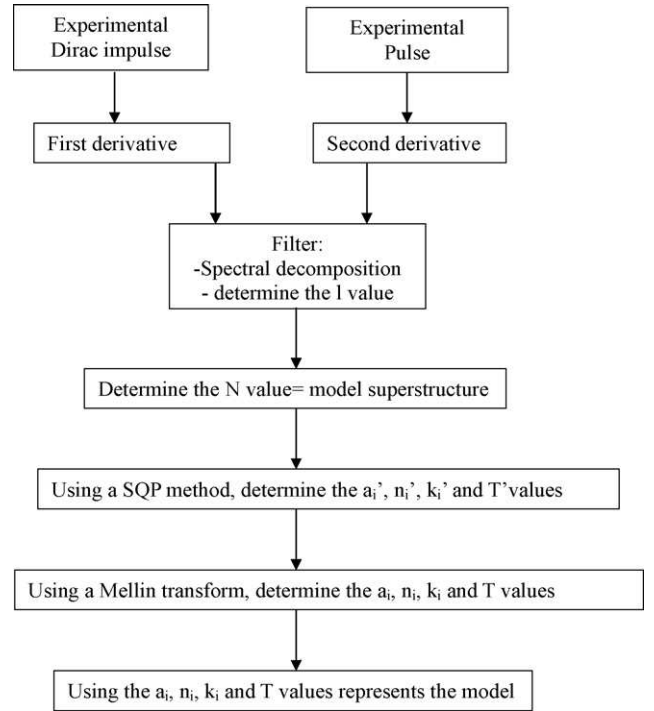 Experimental
Dirac impulse
Experimental
Pulse
First derivative
Second derivative
Filter:
-Spectral decomposition
- determine the l value
Determine the N value= model superstructure
Using a SQP method, determine the aᵢ’, nᵢ’, kᵢ’ and T’values
Using a Mellin transform, determine the aᵢ, nᵢ, kᵢ and T values
Using the aᵢ, nᵢ, kᵢ and T values represents the model